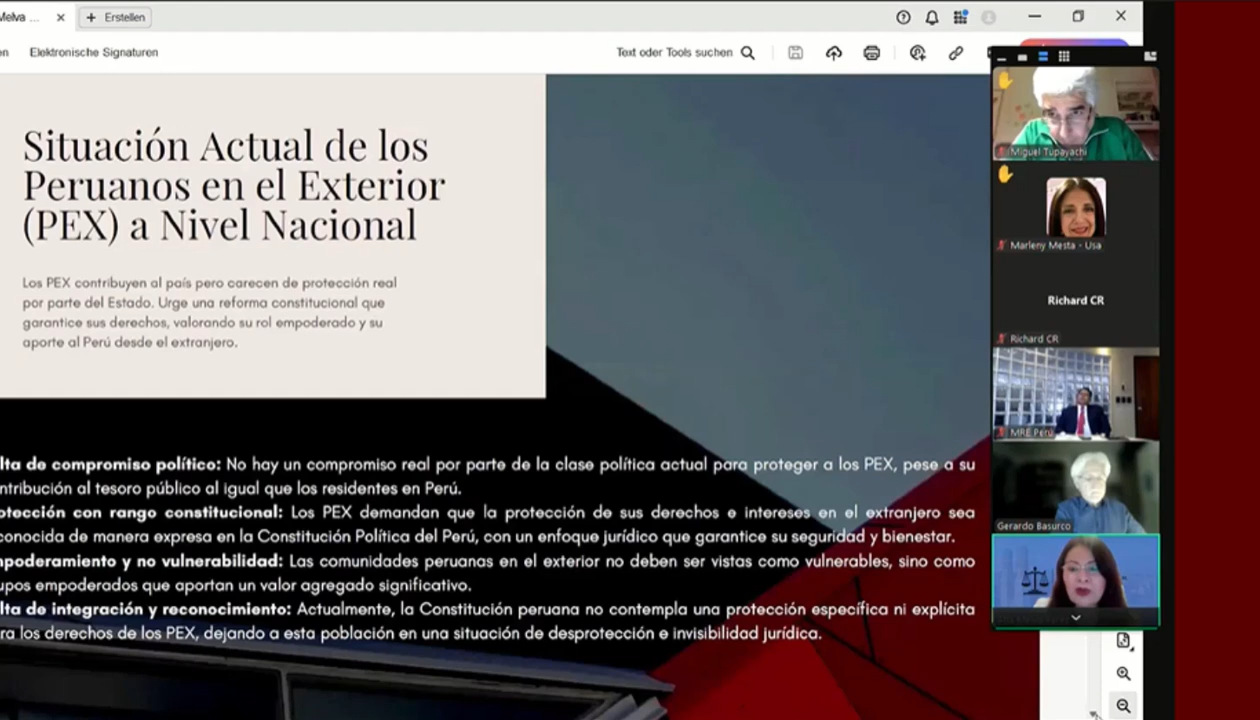 Melva ...
Erstellen
Elektronische Signaturen
Text oder Tools suchen
Situación Actual de los
Peruanos en el Exterior
(PEX) a Nivel Nacional
Los PEX contribuyen al país pero carecen de protección real
por parte del Estado. Urge una reforma constitucional que
garantice sus derechos, valorando su rol empoderado y su
aporte al Perú desde el extranjero.
lta de compromiso político: No hay un compromiso real por parte de la clase política actual para proteger a los PEX, pese a su
ntribución al tesoro público al igual que los residentes en Perú.
otección con rango constitucional: Los PEX demandan que la protección de sus derechos e intereses en el extranjero sea
conocida de manera expresa en la Constitución Política del Perú, con un enfoque jurídico que garantice su seguridad y bienestar.
poderamiento y no vulnerabilidad: Las comunidades peruanas en el exterior no deben ser vistas como vulnerables, sino como
upos empoderados que aportan un valor agregado significativo.
lta de integración y reconocimiento: Actualmente, la Constitución peruana no contempla una protección específica ni explícita
ra los derechos de los PEX, dejando a esta población en una situación de desprotección e invisibilidad jurídica.
Miguel Tupayachi
Marleny Mesta - Usa
Richard CR
Richard CR
MRE Perú
Gerardo Basurco